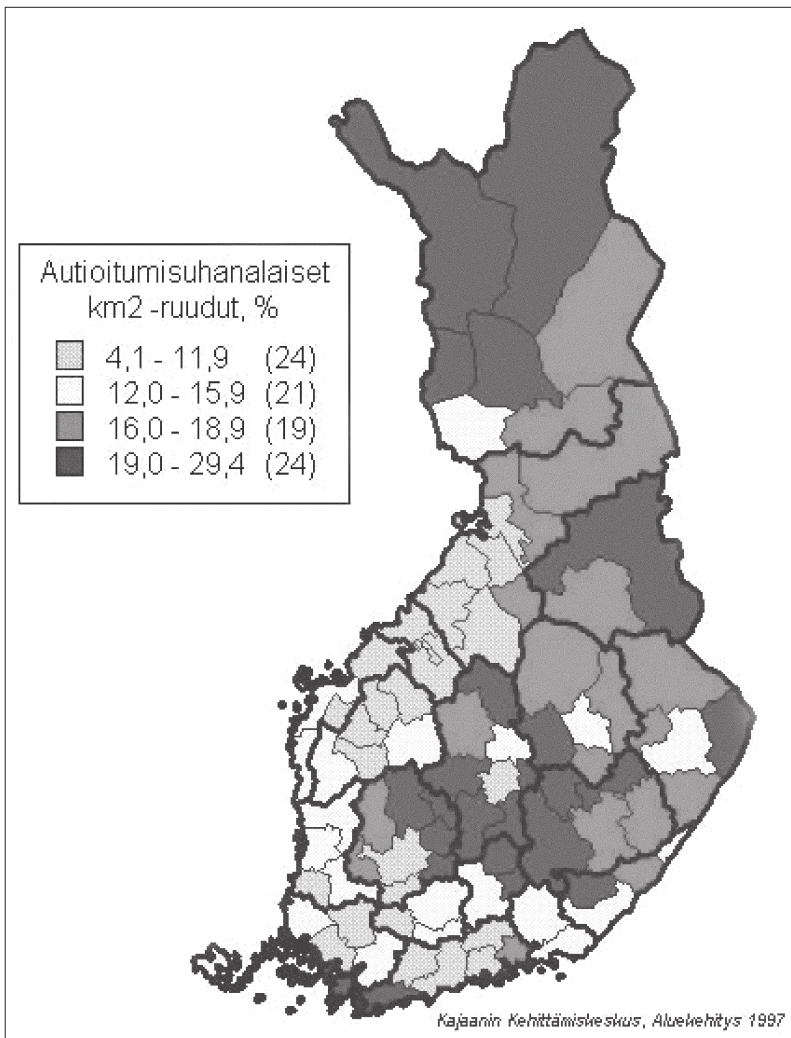 Autioitumisuhanalaiset
km2 -ruudut, %
4,1 - 11,9 (24)
12,0 - 15,9 (21)
16,0 - 18,9 (19)
19,0 - 29,4 (24)
Kajaanin Kehittämiskeskus, Aluekehitys 1997